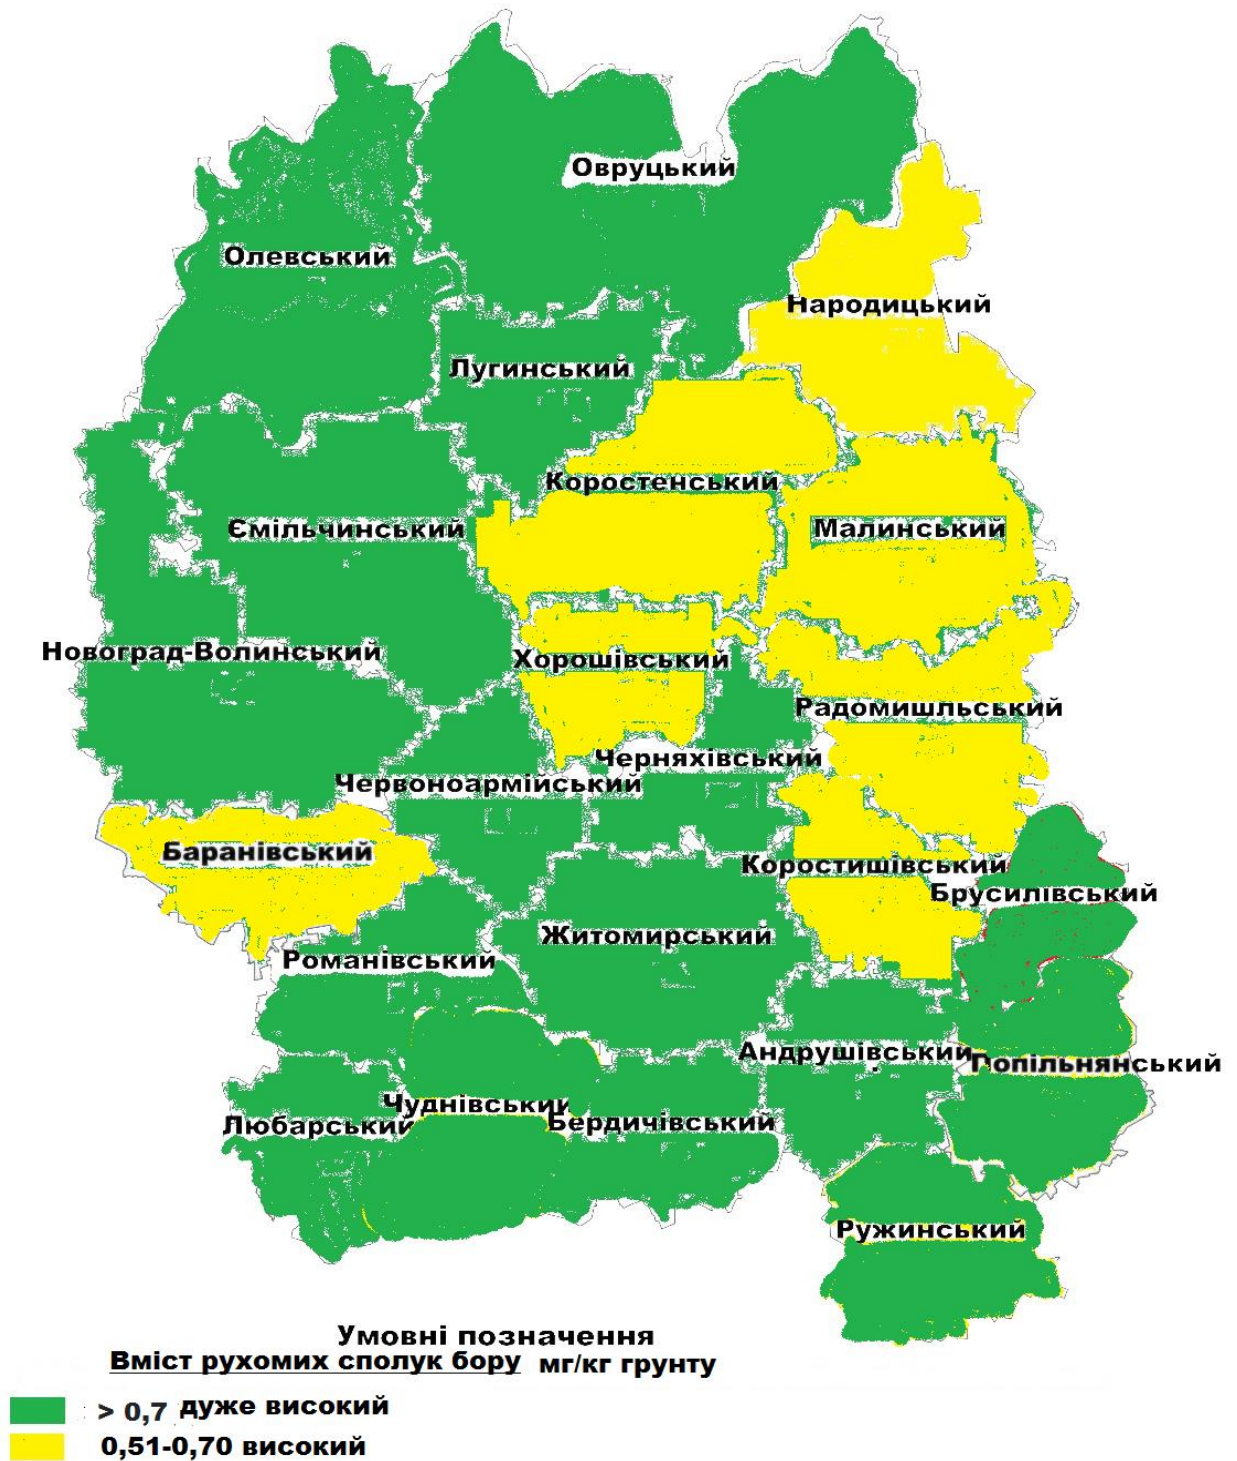 Овруцький
Олевський
Народицький
Лугинський
Коростенський
Ємільчинський
Малинський
Новоград-Волинський
Хорошівський
Радомишльський
Черняхівський
Червоноармійський
Баранівський
Коростишівський
Брусилівський
Житомирський
Романівський
Андрушівський
Попільнянський
Чуднівський
Бердичівський
Любарський
Ружинський
Умовні позначення
Вміст рухомих сполук бору мг/кг грунту
> 0,7 дуже високий
0,51-0,70 високий